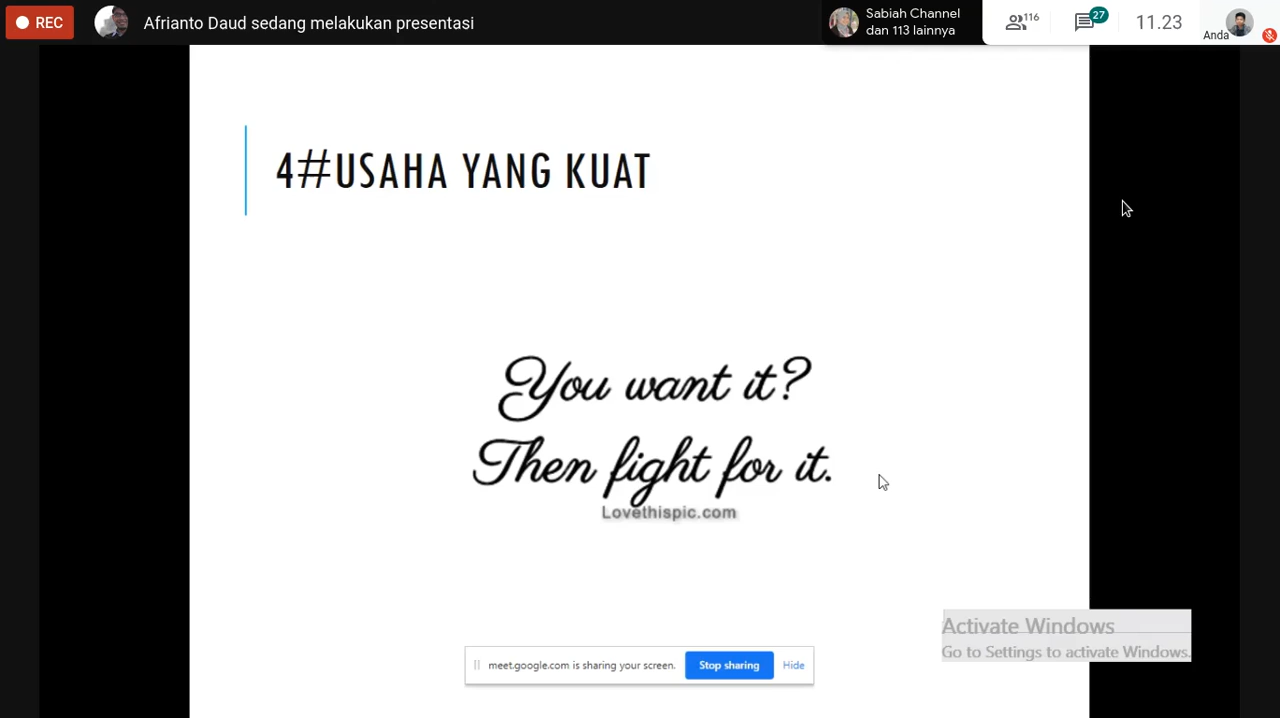 REC
Afrianto Daud sedang melakukan presentasi
Sabiah Channel
dan 113 lainnya
116
27
11.23
Anda
4#USAHA YANG KUAT
You want it?
Then fight for it.
Lovethispic.com
Activate Windows
Go to Settings to activate Windows.
meet.google.com is sharing your screen.
Stop sharing
Hide